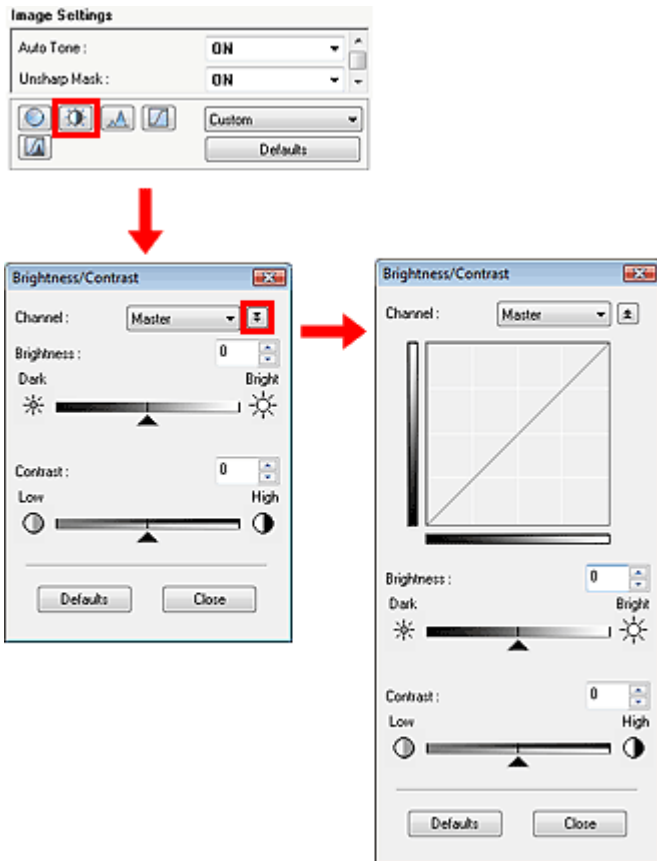 Image Settings
Auto Tone : ON
Unsharp Mask : ON
Custom
Defaults
Brightness/Contrast
Channel : Master
Brightness : 0
Dark Bright
Contrast : 0
Low High
Defaults Close
Brightness/Contrast
Channel : Master
Brightness : 0
Dark Bright
Contrast : 0
Low High
Defaults Close